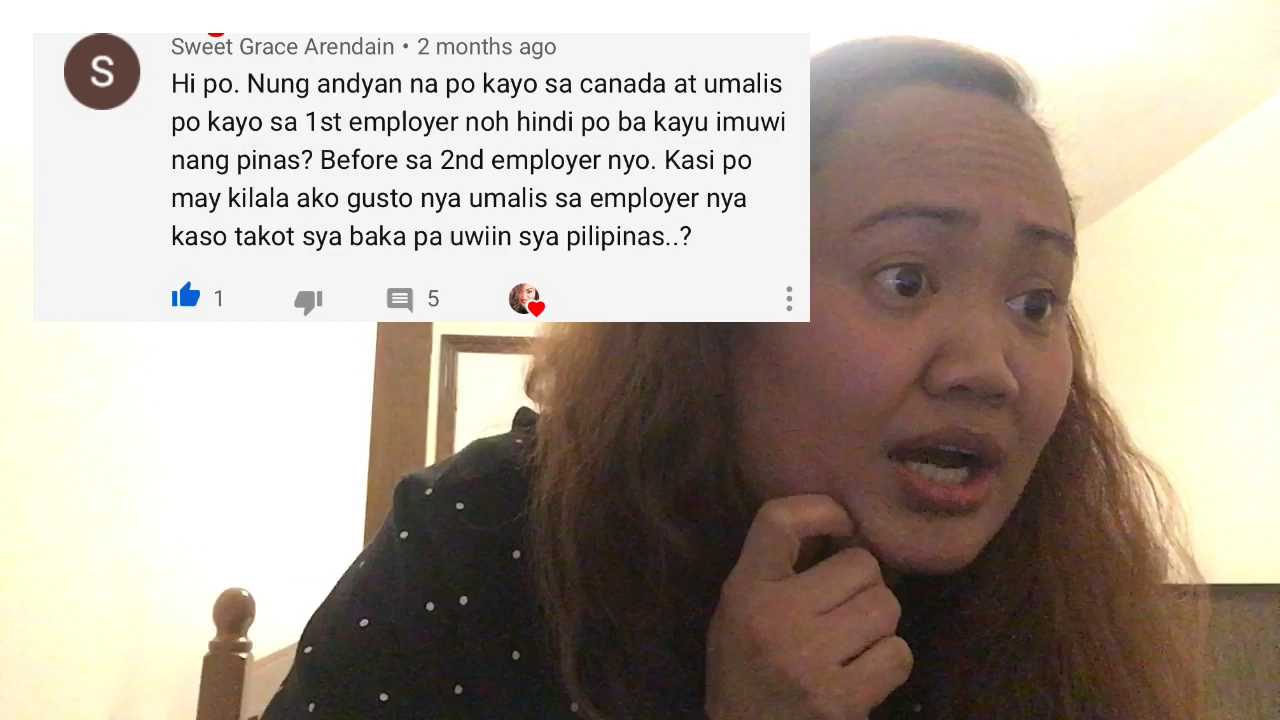 S
Sweet Grace Arendain • 2 months ago
Hi po. Nung andyan na po kayo sa canada at umalis
po kayo sa 1st employer noh hindi po ba kayu imuwi
nang pinas? Before sa 2nd employer nyo. Kasi po
may kilala ako gusto nya umalis sa employer nya
kaso takot sya baka pa uwiin sya pilipinas..?
1
5